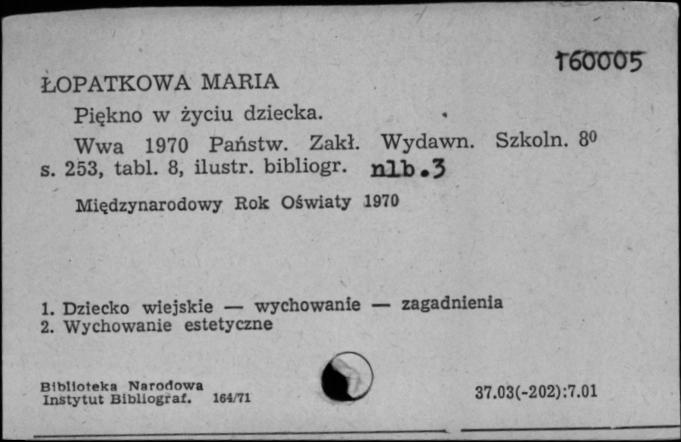 160005
ŁOPATKOWA MARIA
Piękno w życiu dziecka.
Wwa 1970 Państw. Zakł. Wydawn. Szkoln. 8⁰
s. 253, tabl. 8, ilustr. bibliogr. nlb.3
Międzynarodowy Rok Oświaty 1970
1. Dziecko wiejskie — wychowanie — zagadnienia
2. Wychowanie estetyczne
Biblioteka Narodowa
Instytut Bibliograf. 164/71
37.03(-202):7.01